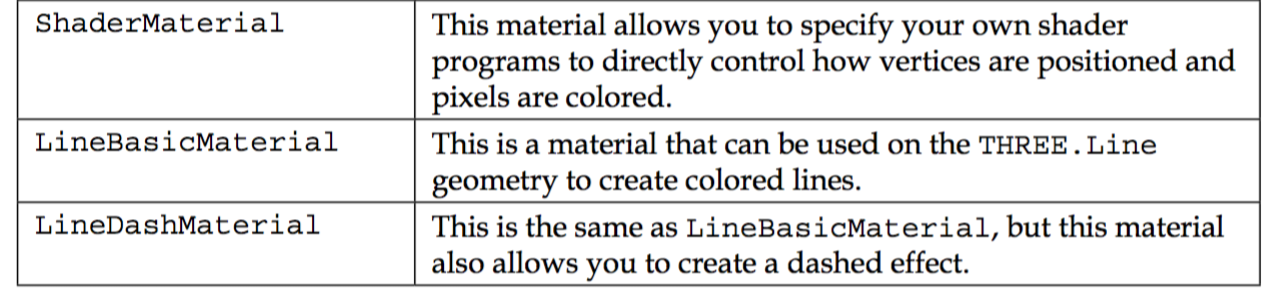 ShaderMaterial
This material allows you to specify your own shader
programs to directly control how vertices are positioned and
pixels are colored.
LineBasicMaterial
This is a material that can be used on the THREE.Line
geometry to create colored lines.
LineDashMaterial
This is the same as LineBasicMaterial, but this material
also allows you to create a dashed effect.